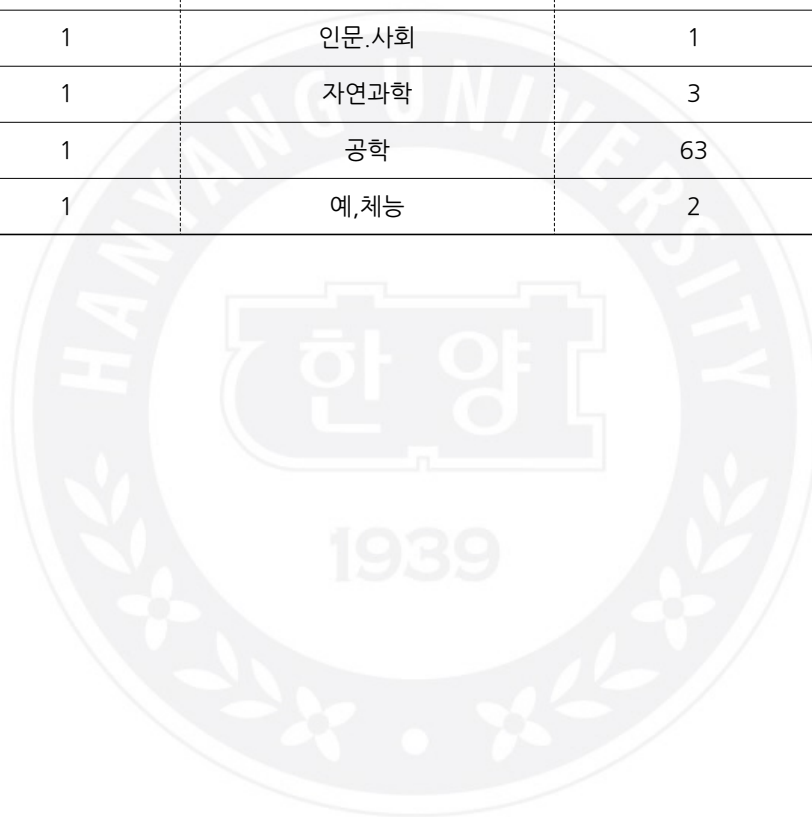 1 인문.사회 1
1 자연과학 3
1 공학 63
1 예,체능 2
HANYANG UNIVERSITY
한양
1939